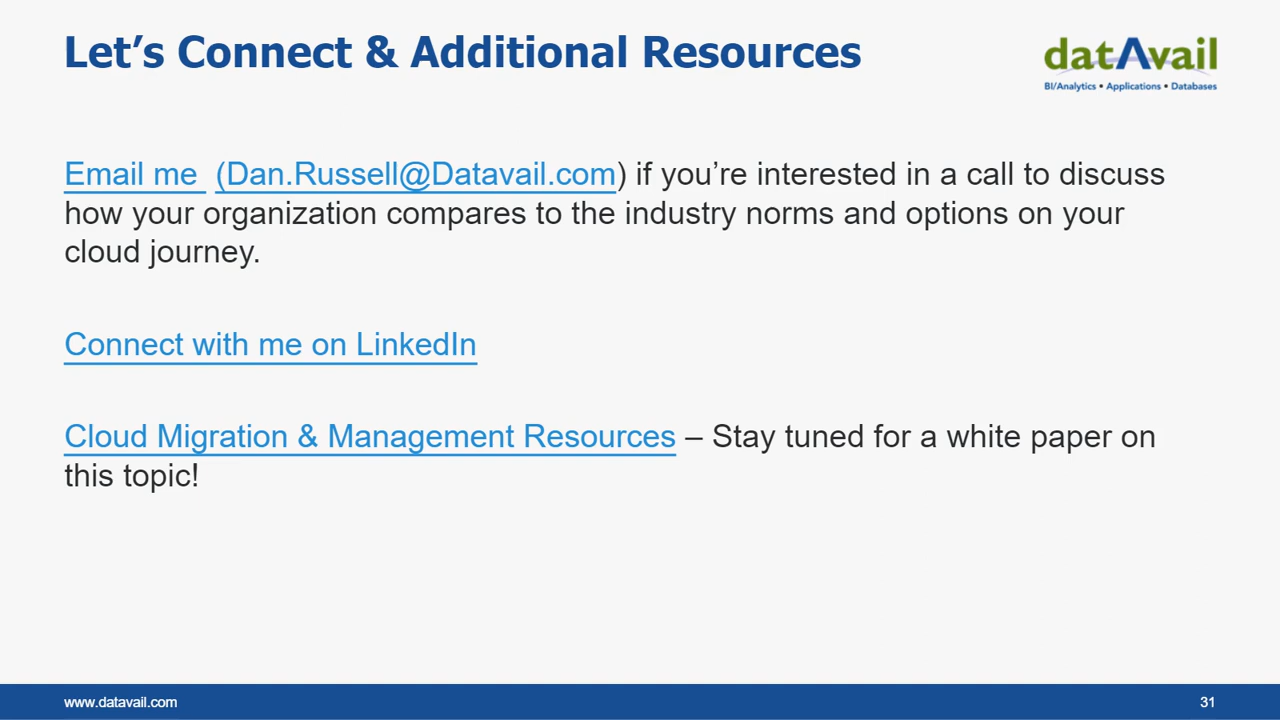 Let’s Connect & Additional Resources
datAvail
BI/Analytics • Applications • Databases
Email me (Dan.Russell@Datavail.com) if you’re interested in a call to discuss
how your organization compares to the industry norms and options on your
cloud journey.
Connect with me on LinkedIn
Cloud Migration & Management Resources – Stay tuned for a white paper on
this topic!
www.datavail.com
31